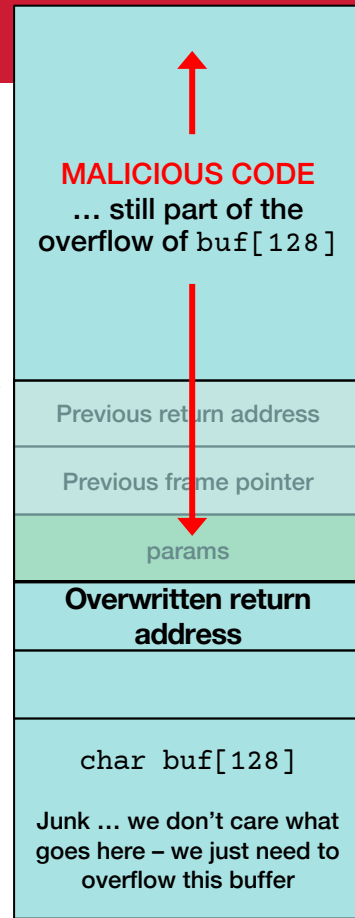 MALICIOUS CODE
… still part of the
overflow of buf[128]
Previous return address
Previous frame pointer
params
Overwritten return
address
char buf[128]
Junk … we don’t care what
goes here – we just need to
overflow this buffer